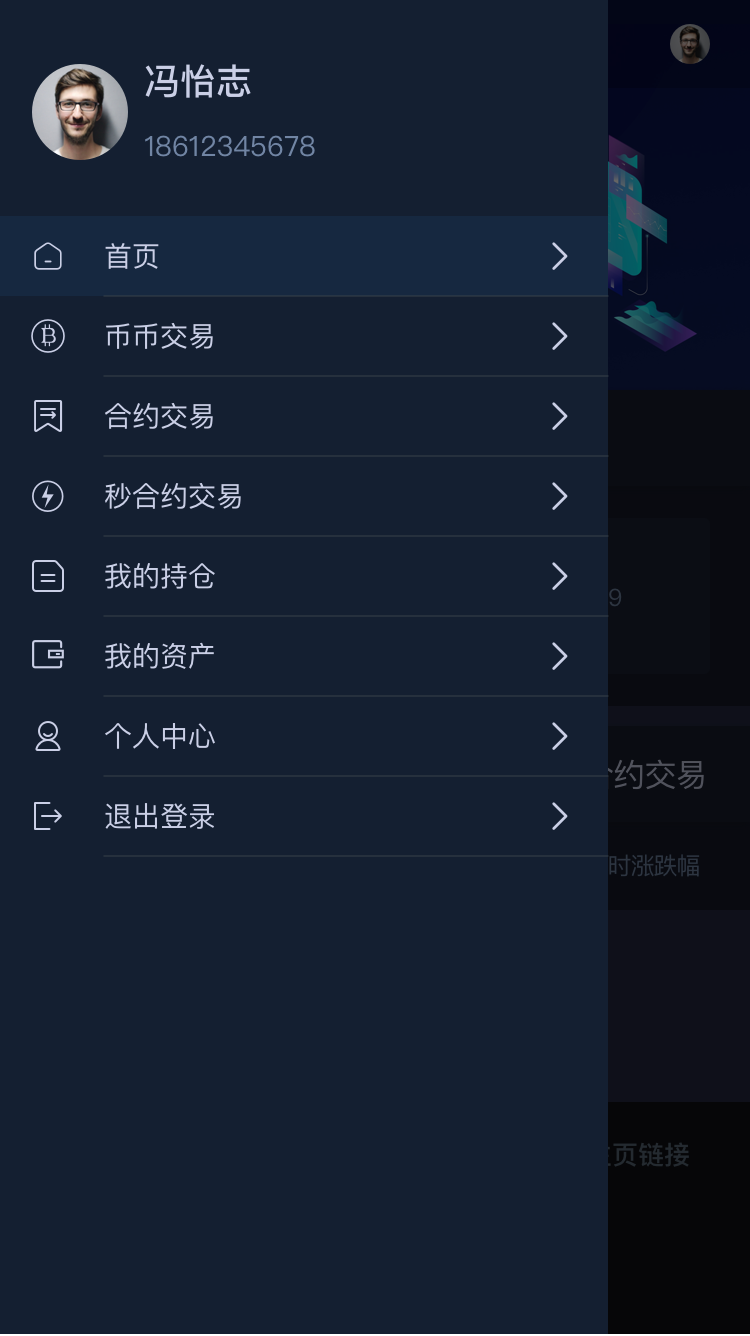 冯怡志
18612345678
首页
币币交易
合约交易
秒合约交易
我的持仓
9
我的资产
个人中心
约交易
退出登录
时涨跌幅
页链接